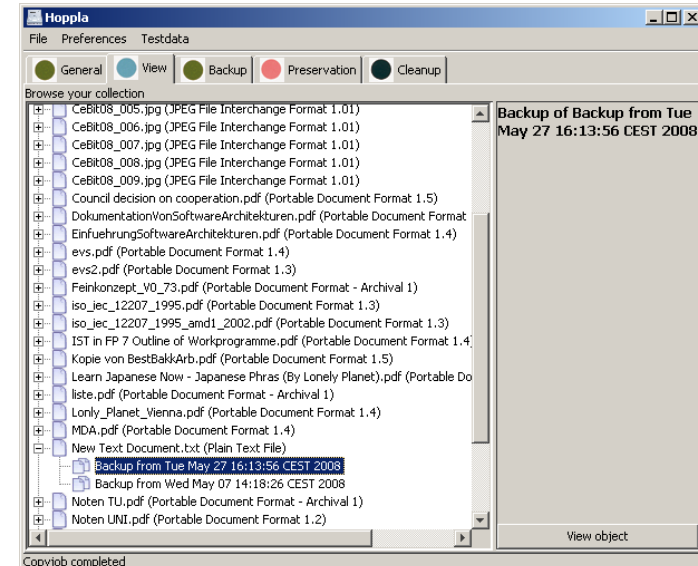 Hoppla
File Preferences Testdata
General View Backup Preservation Cleanup
Browse your collection
CeBit08_005.jpg (JPEG File Interchange Format 1.01)
CeBit08_006.jpg (JPEG File Interchange Format 1.01)
CeBit08_007.jpg (JPEG File Interchange Format 1.01)
CeBit08_008.jpg (JPEG File Interchange Format 1.01)
CeBit08_009.jpg (JPEG File Interchange Format 1.01)
Council decision on cooperation.pdf (Portable Document Format 1.5)
DokumentationVonSoftwareArchitekturen.pdf (Portable Document Format
EinfuehrungSoftwareArchitekturen.pdf (Portable Document Format 1.4)
evs.pdf (Portable Document Format 1.4)
evs2.pdf (Portable Document Format 1.3)
Feinkonzept_V0_73.pdf (Portable Document Format - Archival 1)
iso_iec_12207_1995.pdf (Portable Document Format 1.3)
iso_iec_12207_1995_amd1_2002.pdf (Portable Document Format 1.3)
IST in FP 7 Outline of Workprogramme.pdf (Portable Document Format 1.4
Kopie von BestBakkArb.pdf (Portable Document Format 1.5)
Learn Japanese Now - Japanese Phras (By Lonely Planet).pdf (Portable Do
liste.pdf (Portable Document Format - Archival 1)
Lonly_Planet_Vienna.pdf (Portable Document Format 1.4)
MDA.pdf (Portable Document Format 1.4)
New Text Document.txt (Plain Text File)
Backup from Tue May 27 16:13:56 CEST 2008
Backup from Wed May 07 14:18:26 CEST 2008
Noten TU.pdf (Portable Document Format - Archival 1)
Noten UNI.pdf (Portable Document Format 1.2)
Backup of Backup from Tue
May 27 16:13:56 CEST 2008
View object
Copyjob completed